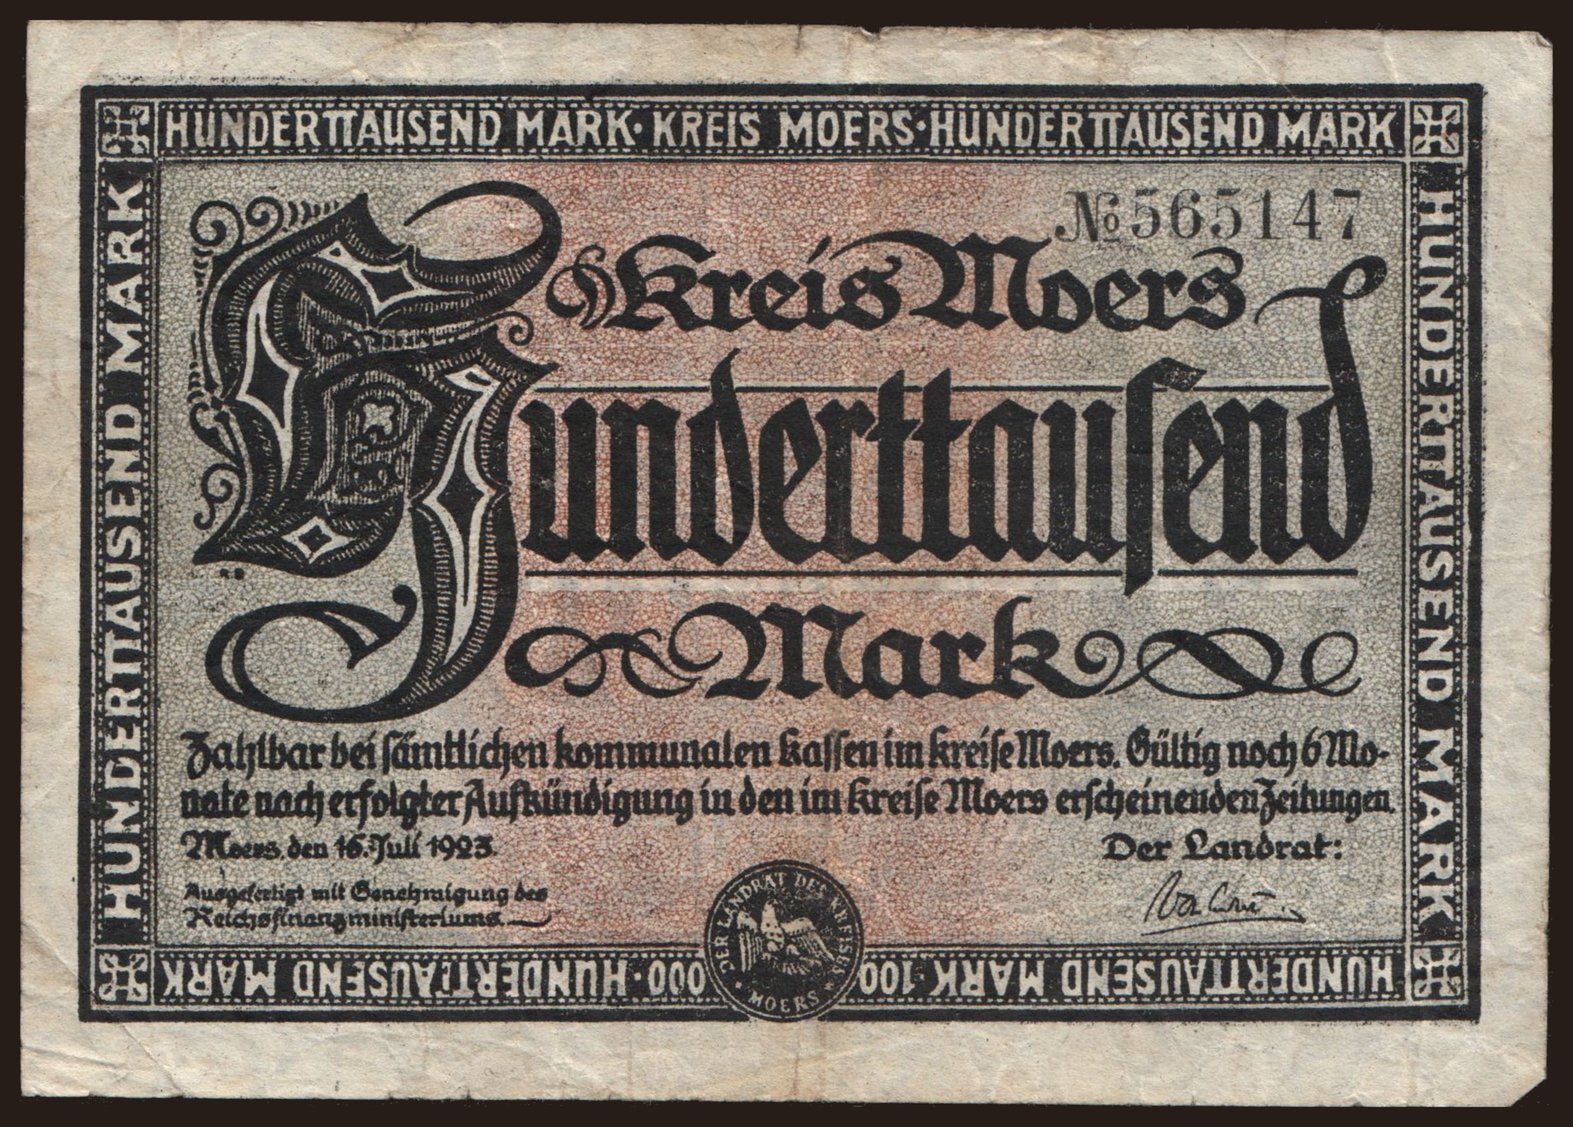 HUNDERTTAUSEND MARK · KREIS MOERS · HUNDERTTAUSEND MARK
HUNDERTTAUSEND MARK
HUNDERTTAUSEND MARK
№ 565147
Kreis Moers
Hunderttausend
Mark
Zahlbar bei sämtlichen kommunalen Kassen im Kreise Moers. Gültig noch 6 Mo-
nate nach erfolgter Aufkündigung in den im Kreise Moers erscheinenden Zeitungen.
Moers, den 16. Juli 1923.
Der Landrat:
Ausgefertigt mit Genehmigung des
Reichsfinanzministeriums.
DER LANDRAT DES KREISES
* MOERS *
HUNDERTTAUSEND MARK · 100 000 · HUNDERTTAUSEND MARK